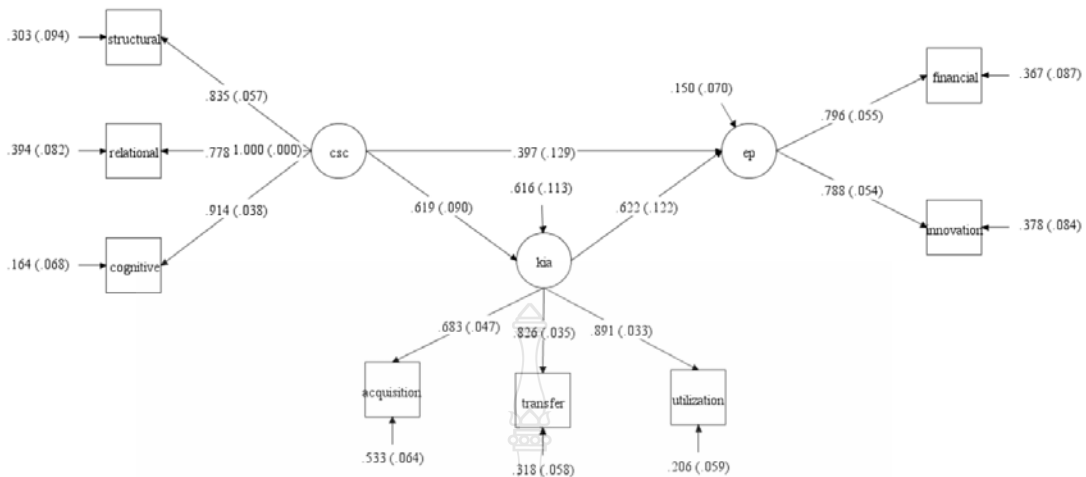 .303 (.094)
structural
.835 (.057)
.394 (.082)
relational
.778
1.000 (.000)
csc
.914 (.038)
.164 (.068)
cognitive
.397 (.129)
.150 (.070)
ep
.796 (.055)
financial
.367 (.087)
.788 (.054)
innovation
.378 (.084)
.619 (.090)
.616 (.113)
.622 (.122)
kia
.683 (.047)
.826 (.035)
.891 (.033)
acquisition
transfer
utilization
.533 (.064)
.318 (.058)
.206 (.059)